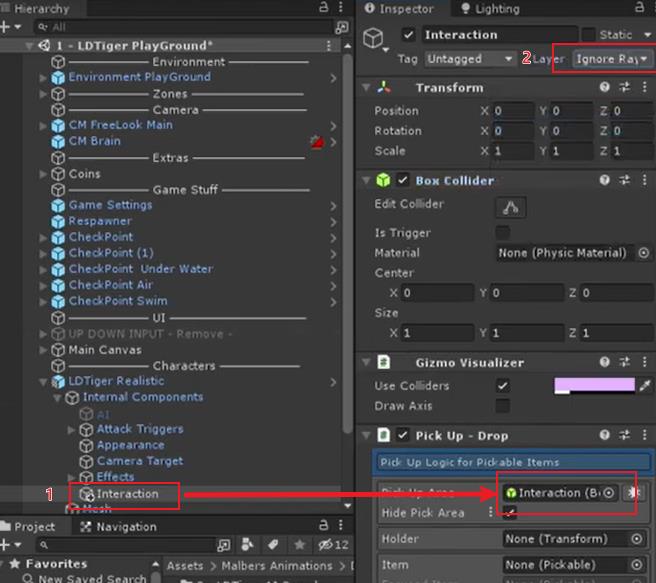 Hierarchy
All
1 - LDTiger PlayGround*
Environment
Environment PlayGround
Zones
Camera
CM FreeLook Main
CM Brain
Extras
Coins
Game Stuff
Game Settings
Respawner
CheckPoint
CheckPoint (1)
CheckPoint Under Water
CheckPoint Air
CheckPoint Swim
UI
UP DOWN INPUT - Remove -
Main Canvas
Characters
LDTiger Realistic
Internal Components
AI
Attack Triggers
Appearance
Camera Target
Effects
1 Interaction
Mesh
Project
Navigation
12
Favorites
New Saved Search
Assets > Malbers Animations >
Inspector
Lighting
Interaction
Static
Tag Untagged 2 Layer Ignore Ray
Transform
Position X 0 Y 0 Z 0
Rotation X 0 Y 0 Z 0
Scale X 1 Y 1 Z 1
Box Collider
Edit Collider
Is Trigger
Material None (Physic Material)
Center
X 0 Y 0 Z 0
Size
X 1 Y 1 Z 1
Gizmo Visualizer
Use Colliders
Draw Axis
Pick Up - Drop
Pick Up Logic for Pickable Items
Pick Up Area Interaction (B
Hide Pick Area
Holder None (Transform)
Item None (Pickable)